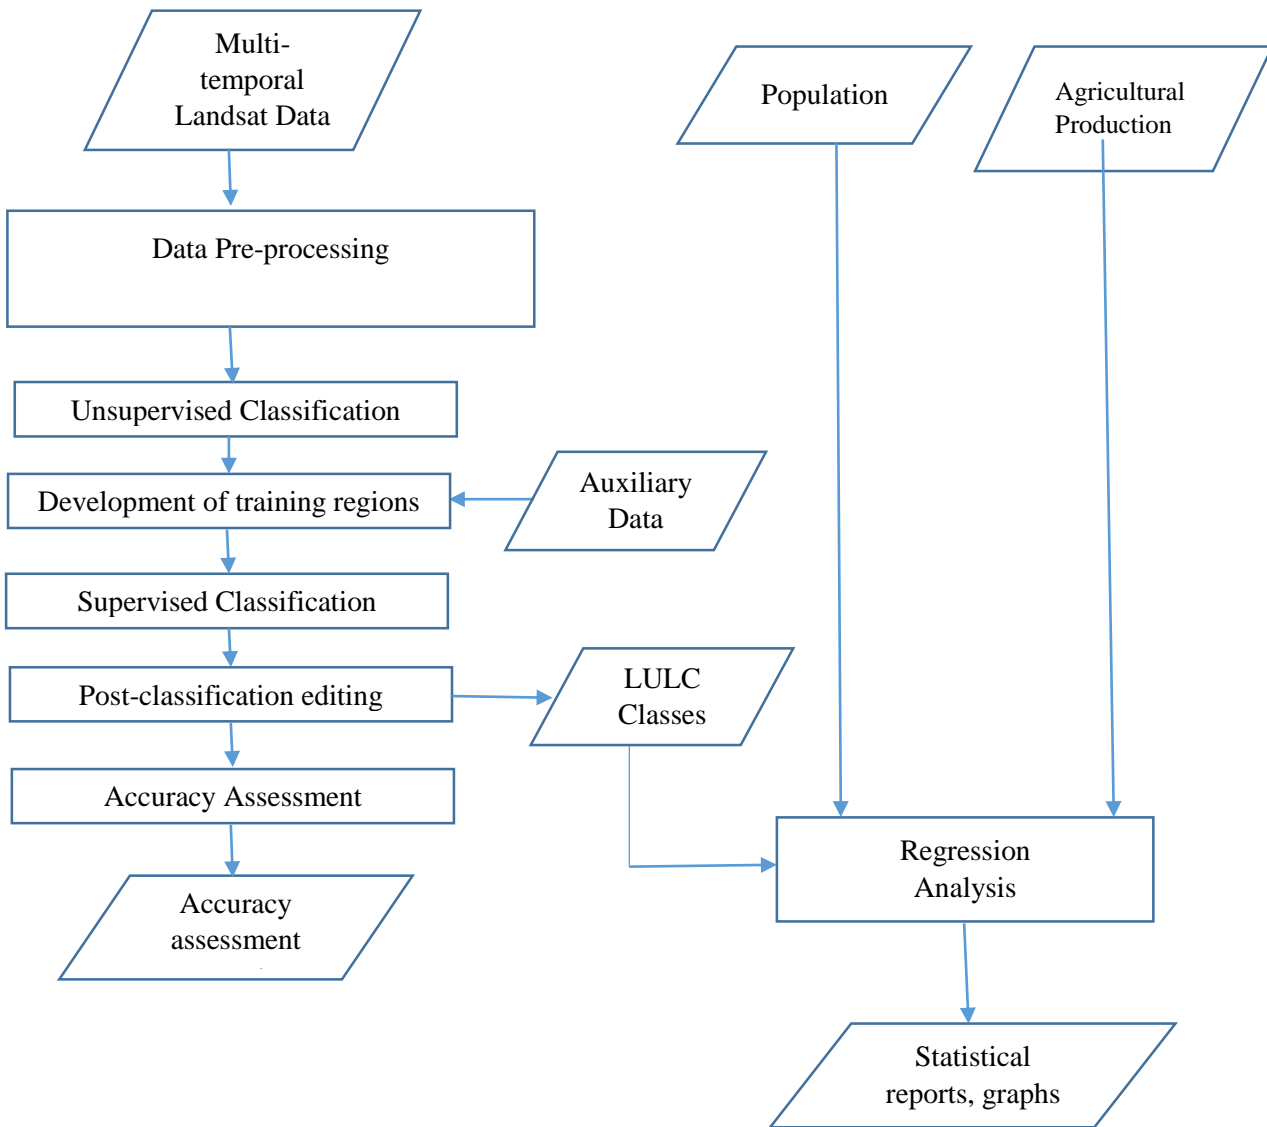 Multi-
temporal
Landsat Data
Population
Agricultural
Production
Data Pre-processing
Unsupervised Classification
Development of training regions
Auxiliary
Data
Supervised Classification
Post-classification editing
LULC
Classes
Accuracy Assessment
Regression
Analysis
Accuracy
assessment
Statistical
reports, graphs